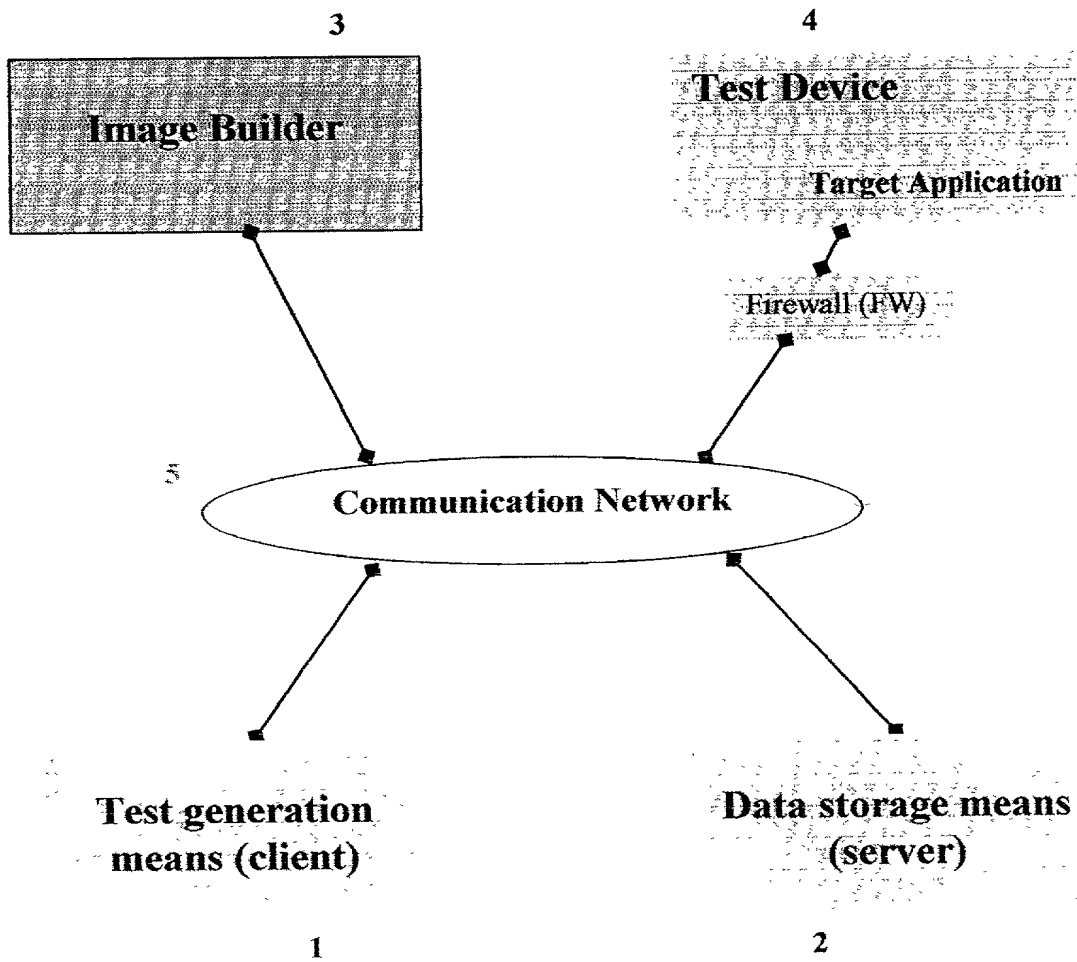 3
4
Image Builder
Test Device
Target Application
Firewall (FW)
5
Communication Network
Test generation
means (client)
Data storage means
(server)
1
2